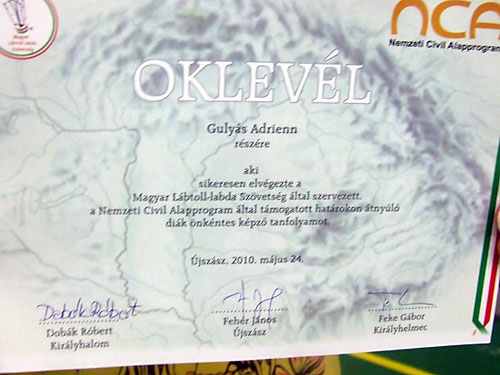 nca
Nemzeti Civil Alapprogram
OKLEVÉL
Gulyás Adrienn
részére
aki
sikeresen elvégezte a
Magyar Lábtoll-labda Szövetség által szervezett.
a Nemzeti Civil Alapprogram által támogatott határokon átnyúló
diák önkéntes képző tanfolyamot.
Újszász, 2010. május 24.
Dobák Róbert
Dobák Róbert
Királyhalom
Fehér János
Újszász
Feke Gábor
Királyhelmec